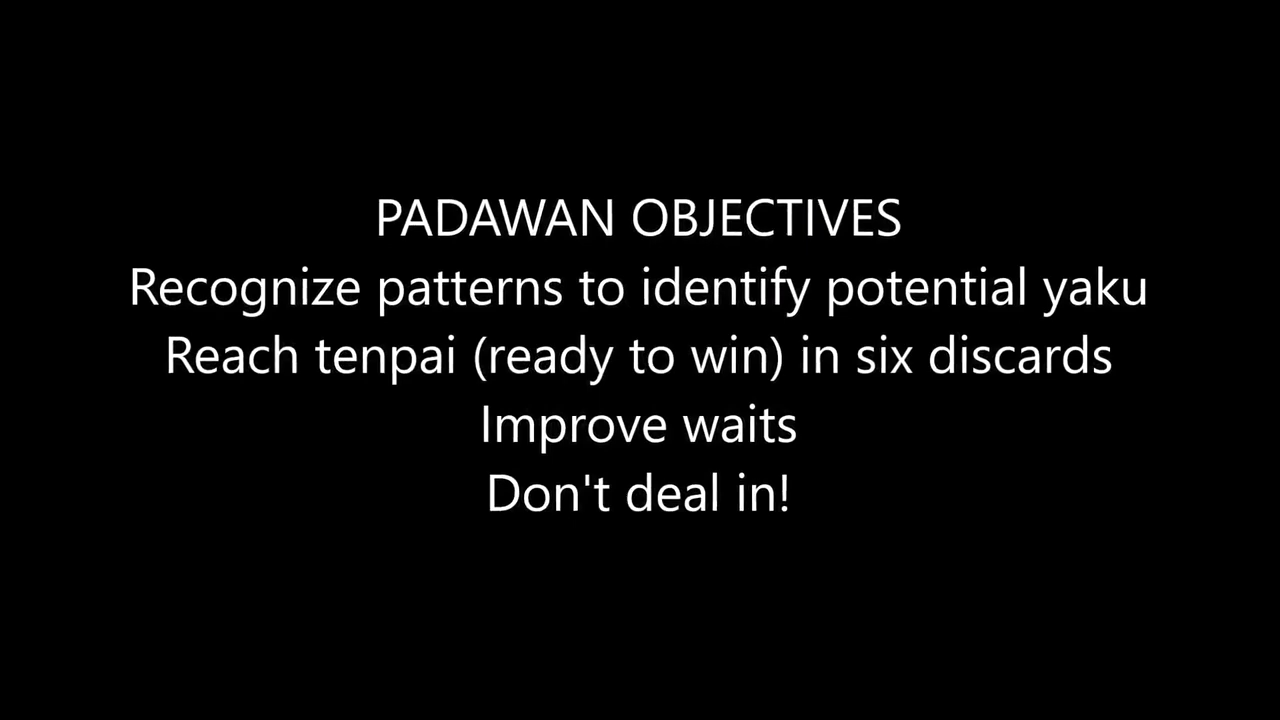 PADAWAN OBJECTIVES
Recognize patterns to identify potential yaku
Reach tenpai (ready to win) in six discards
Improve waits
Don't deal in!